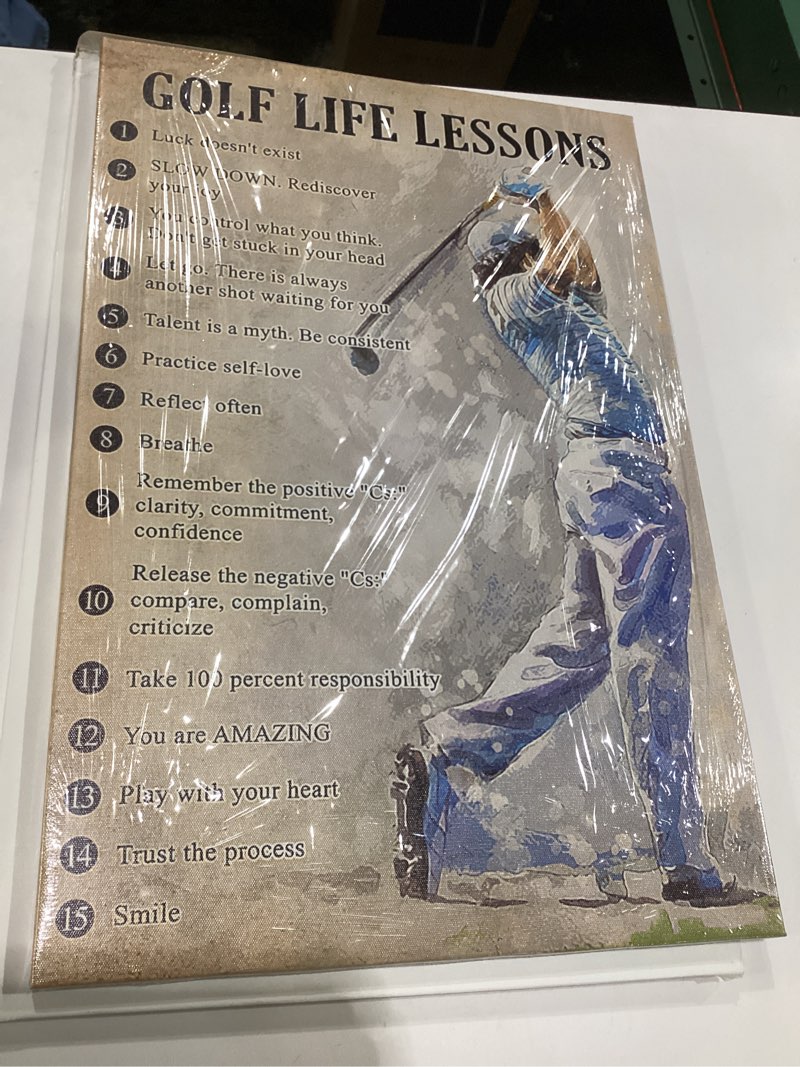 GOLF LIFE LESSONS
1 Luck doesn't exist
2 SLOW DOWN. Rediscover
your joy
3 You control what you think.
Don't get stuck in your head
4 Let go. There is always
another shot waiting for you
5 Talent is a myth. Be consistent
6 Practice self-love
7 Reflect often
8 Breathe
9 Remember the positive "Cs:"
clarity, commitment,
confidence
10 Release the negative "Cs:"
compare, complain,
criticize
11 Take 100 percent responsibility
12 You are AMAZING
13 Play with your heart
14 Trust the process
15 Smile